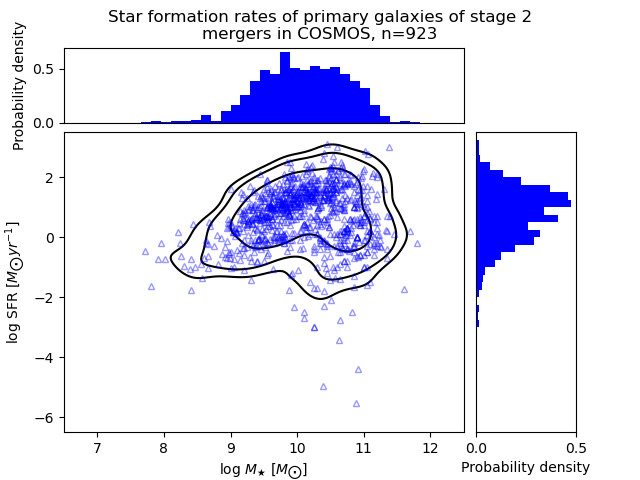 Star formation rates of primary galaxies of stage 2
mergers in COSMOS, n=923
Probability density
0.5
0.0
log SFR [M⨀yr⁻¹]
2
0
−2
−4
−6
7 8 9 10 11 12
log M★ [M⨀]
0.0 0.5
Probability density